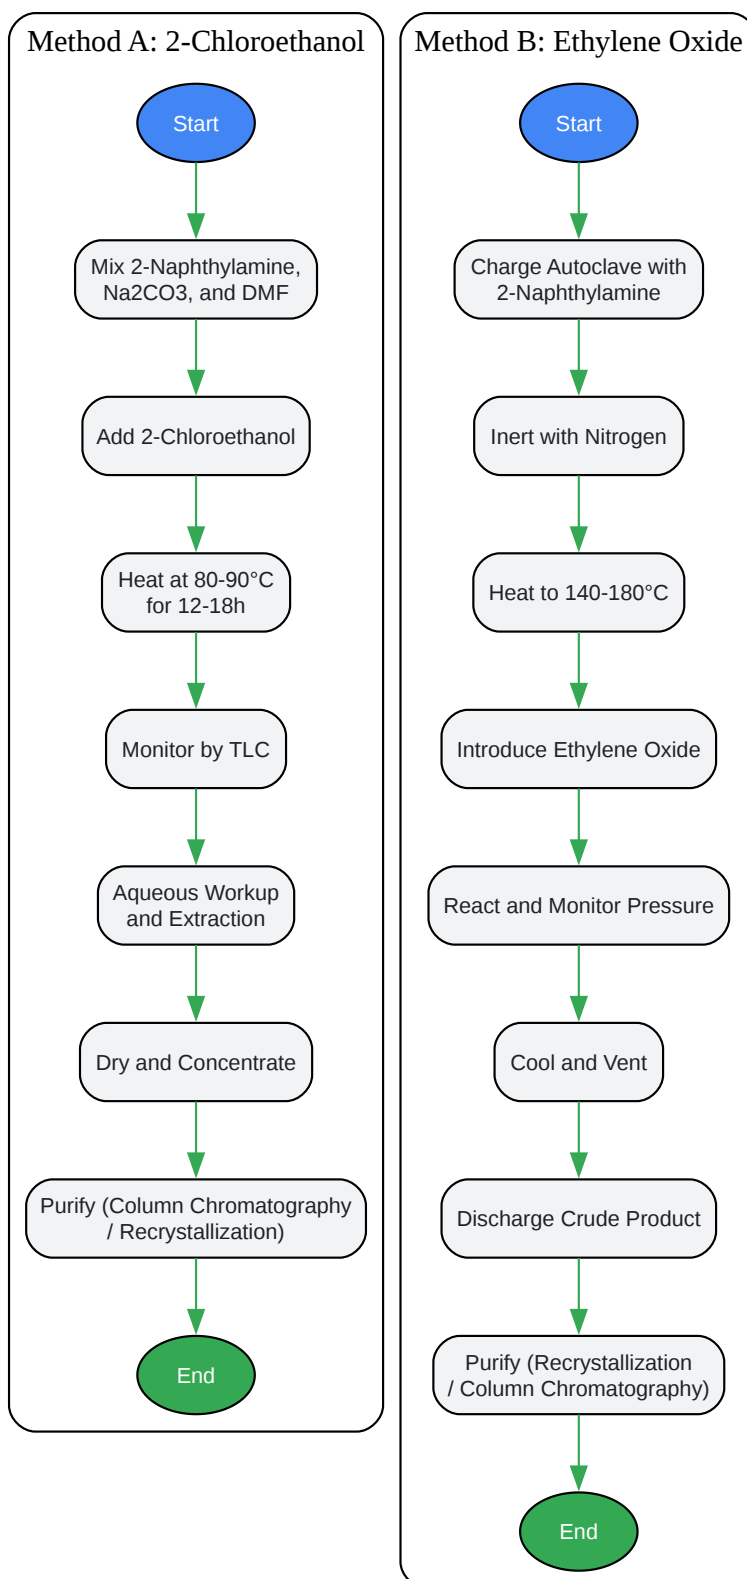 Method A: 2-Chloroethanol
Start
Mix 2-Naphthylamine,
Na2CO3, and DMF
Add 2-Chloroethanol
Heat at 80-90°C
for 12-18h
Monitor by TLC
Aqueous Workup
and Extraction
Dry and Concentrate
Purify (Column Chromatography
/ Recrystallization)
End
Method B: Ethylene Oxide
Start
Charge Autoclave with
2-Naphthylamine
Inert with Nitrogen
Heat to 140-180°C
Introduce Ethylene Oxide
React and Monitor Pressure
Cool and Vent
Discharge Crude Product
Purify (Recrystallization
/ Column Chromatography)
End